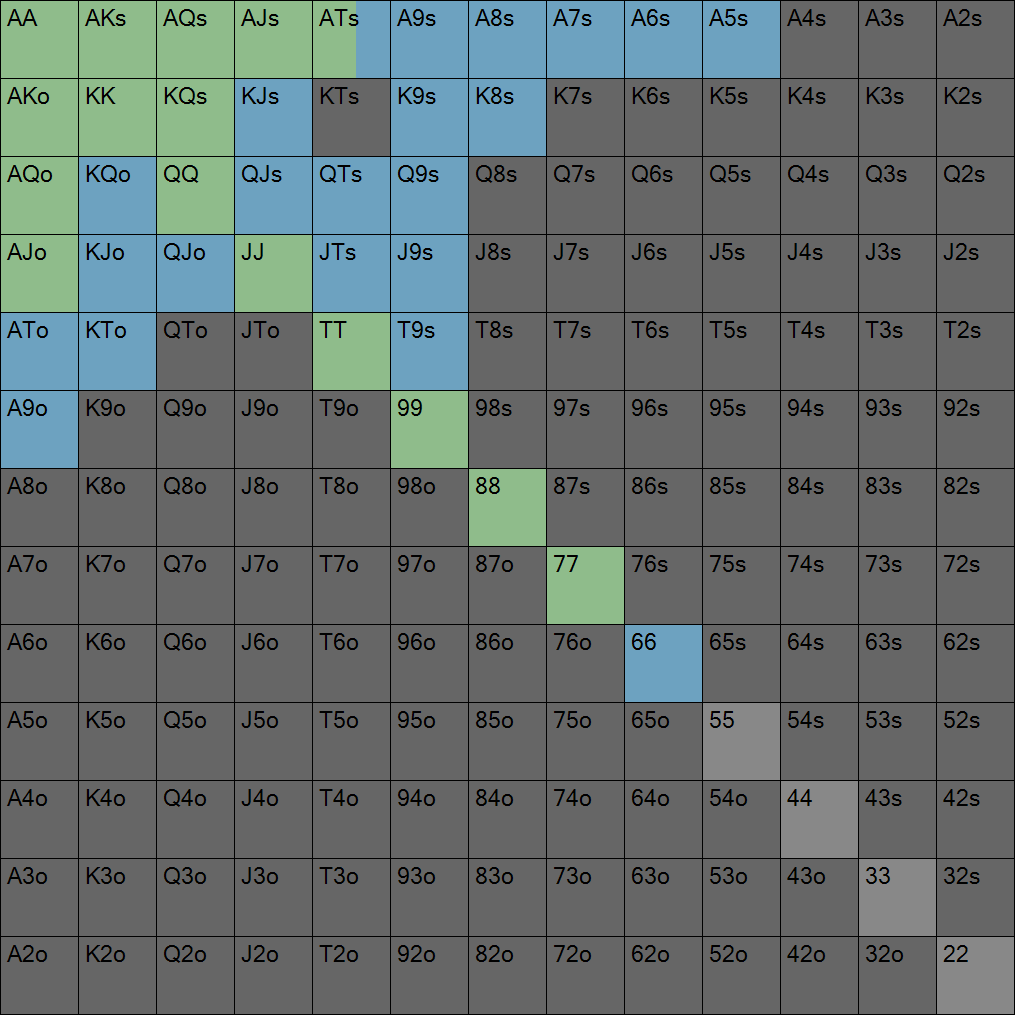 AA AKs AQs AJs ATs A9s A8s A7s A6s A5s A4s A3s A2s
AKo KK KQs KJs KTs K9s K8s K7s K6s K5s K4s K3s K2s
AQo KQo QQ QJs QTs Q9s Q8s Q7s Q6s Q5s Q4s Q3s Q2s
AJo KJo QJo JJ JTs J9s J8s J7s J6s J5s J4s J3s J2s
ATo KTo QTo JTo TT T9s T8s T7s T6s T5s T4s T3s T2s
A9o K9o Q9o J9o T9o 99 98s 97s 96s 95s 94s 93s 92s
A8o K8o Q8o J8o T8o 98o 88 87s 86s 85s 84s 83s 82s
A7o K7o Q7o J7o T7o 97o 87o 77 76s 75s 74s 73s 72s
A6o K6o Q6o J6o T6o 96o 86o 76o 66 65s 64s 63s 62s
A5o K5o Q5o J5o T5o 95o 85o 75o 65o 55 54s 53s 52s
A4o K4o Q4o J4o T4o 94o 84o 74o 64o 54o 44 43s 42s
A3o K3o Q3o J3o T3o 93o 83o 73o 63o 53o 43o 33 32s
A2o K2o Q2o J2o T2o 92o 82o 72o 62o 52o 42o 32o 22